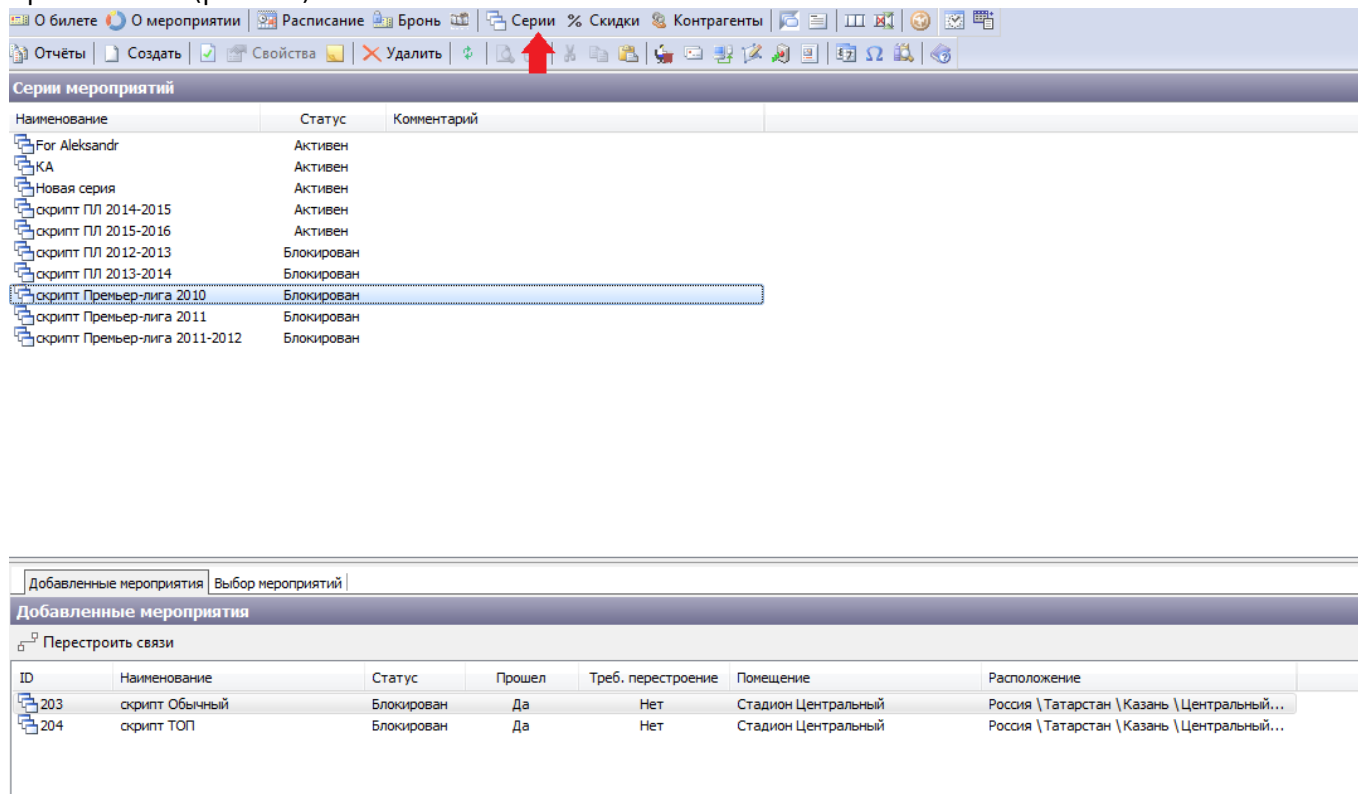 О билете О мероприятии Расписание Бронь Серии % Скидки Контрагенты
Отчёты Создать Свойства Удалить
Серии мероприятий
Наименование Статус Комментарий
For Aleksandr Активен
КА Активен
Новая серия Активен
скрипт ПЛ 2014-2015 Активен
скрипт ПЛ 2015-2016 Активен
скрипт ПЛ 2012-2013 Блокирован
скрипт ПЛ 2013-2014 Блокирован
скрипт Премьер-лига 2010 Блокирован
скрипт Премьер-лига 2011 Блокирован
скрипт Премьер-лига 2011-2012 Блокирован
Добавленные мероприятия Выбор мероприятий
Добавленные мероприятия
Перестроить связи
ID Наименование Статус Прошел Треб. перестроение Помещение Расположение
203 скрипт Обычный Блокирован Да Нет Стадион Центральный Россия \ Татарстан \ Казань \ Центральный...
204 скрипт ТОП Блокирован Да Нет Стадион Центральный Россия \ Татарстан \ Казань \ Центральный...